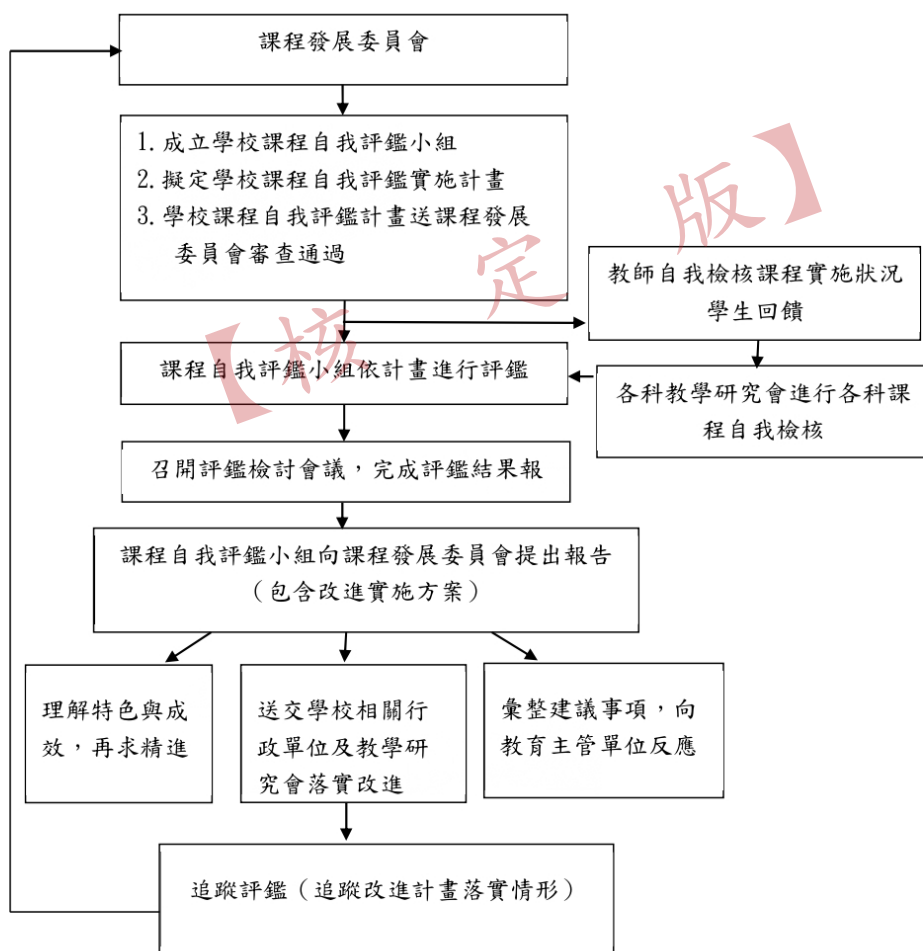 課程發展委員會
1. 成立學校課程自我評鑑小組
2. 擬定學校課程自我評鑑實施計畫
3. 學校課程自我評鑑計畫送課程發展
委員會審查通過
教師自我檢核課程實施狀況
學生回饋
課程自我評鑑小組依計畫進行評鑑
各科教學研究會進行各科課
程自我檢核
召開評鑑檢討會議，完成評鑑結果報
課程自我評鑑小組向課程發展委員會提出報告
（包含改進實施方案）
理解特色與成
效，再求精進
送交學校相關行
政單位及教學研
究會落實改進
彙整建議事項，向
教育主管單位反應
追蹤評鑑（追蹤改進計畫落實情形）
【核定版】